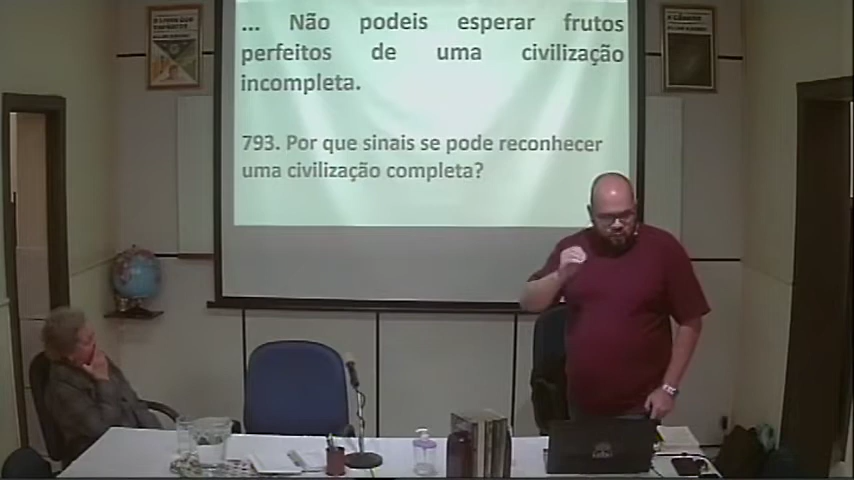 ... Não podeis esperar frutos
perfeitos de uma civilização
incompleta.
793. Por que sinais se pode reconhecer
uma civilização completa?